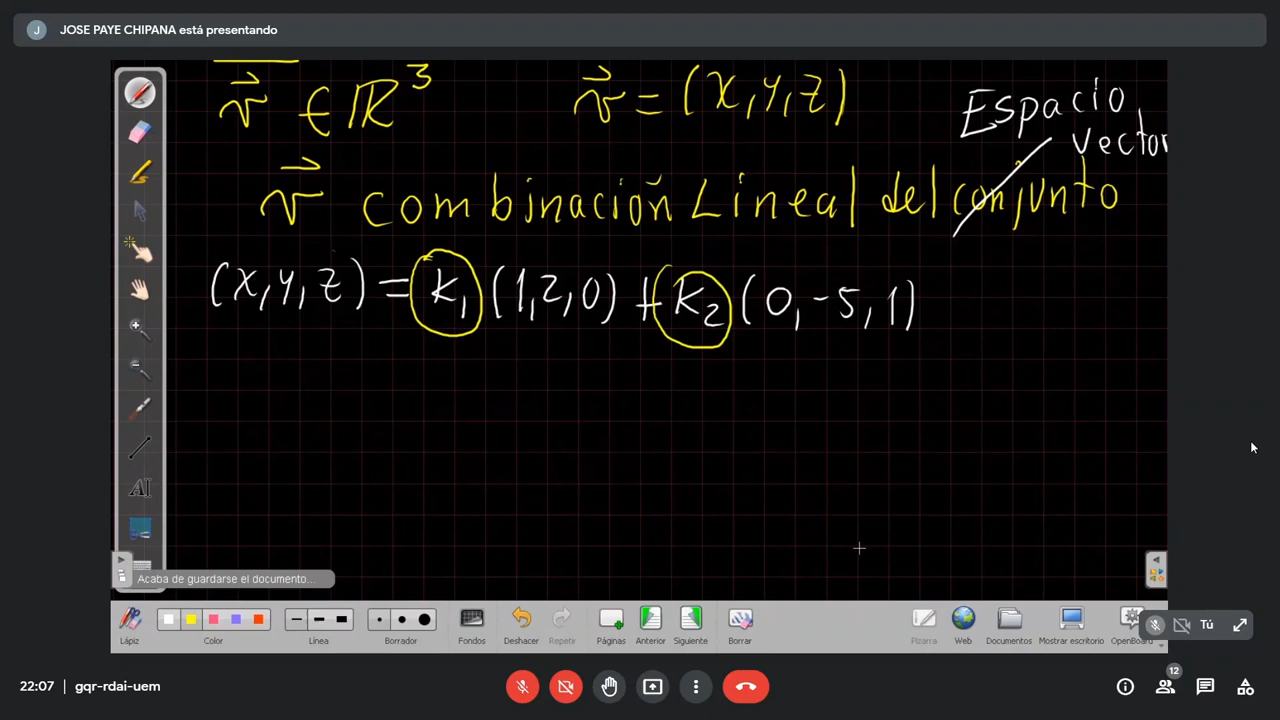 J JOSE PAYE CHIPANA está presentando
v ∈ ℝ³ v = (x,y,z)
Espacio
vector
v combinación Lineal del conjunto
(x,y,z) = k₁ (1,2,0) + k₂ (0,-5,1)
Acaba de guardarse el documento...
Lápiz Color Línea Borrador Fondos Deshacer Repetir Páginas Anterior Siguiente Borrar Pizarra Web Documentos Mostrar escritorio OpenBoard
Tú
22:07 | gqr-rdai-uem
12